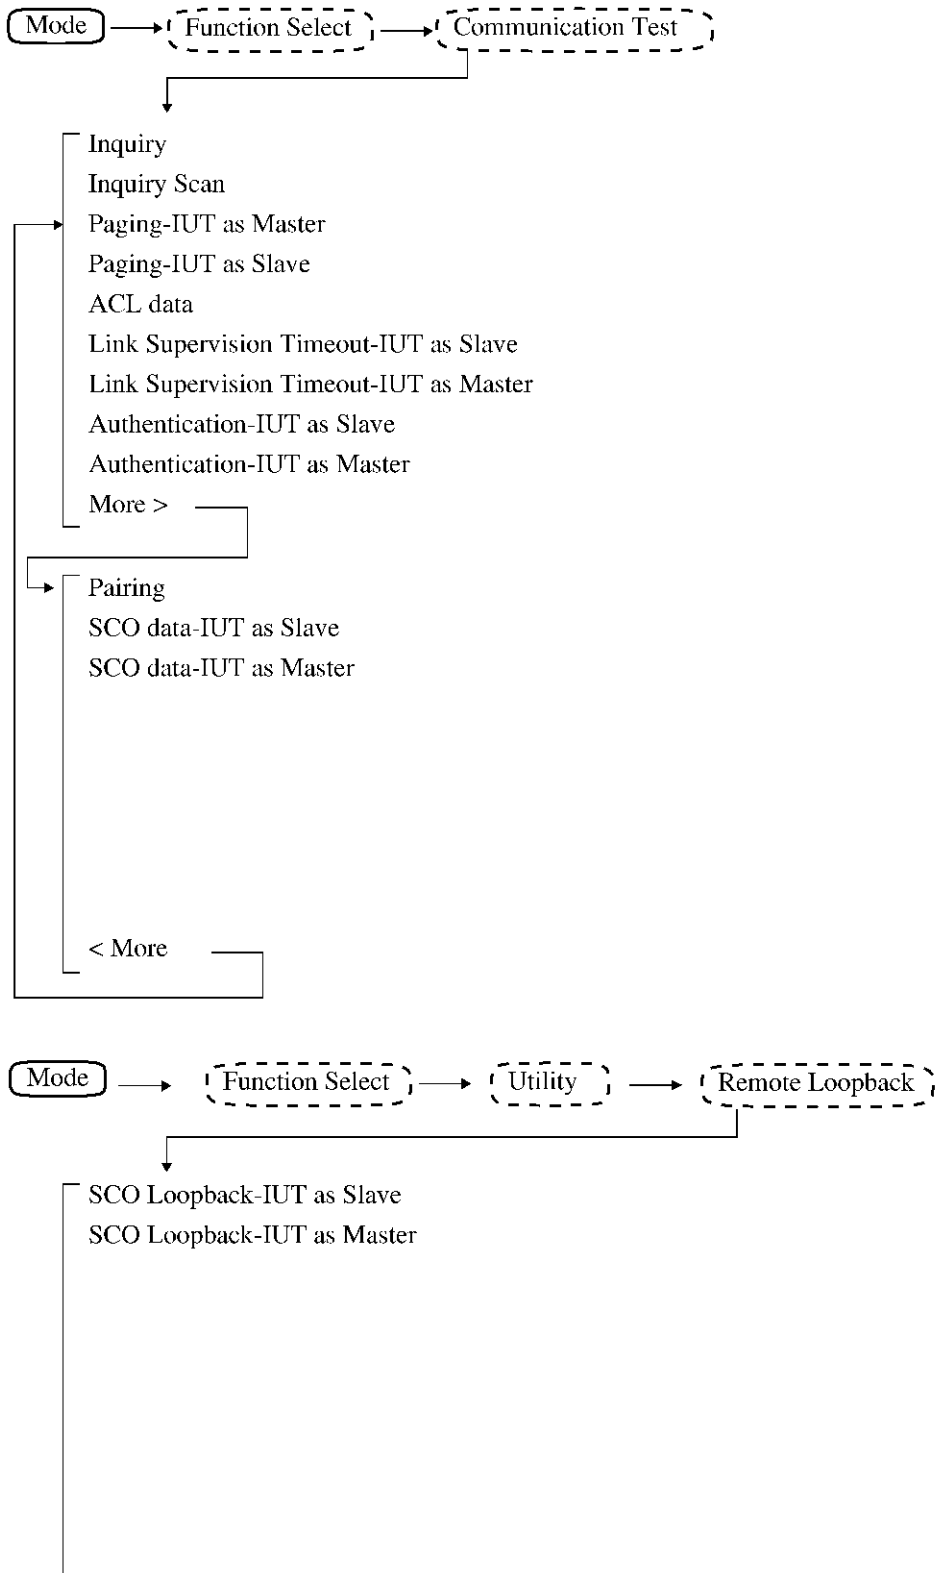 Mode Function Select Communication Test
Inquiry
Inquiry Scan
Paging-IUT as Master
Paging-IUT as Slave
ACL data
Link Supervision Timeout-IUT as Slave
Link Supervision Timeout-IUT as Master
Authentication-IUT as Slave
Authentication-IUT as Master
More >
Pairing
SCO data-IUT as Slave
SCO data-IUT as Master
< More
Mode Function Select Utility Remote Loopback
SCO Loopback-IUT as Slave
SCO Loopback-IUT as Master